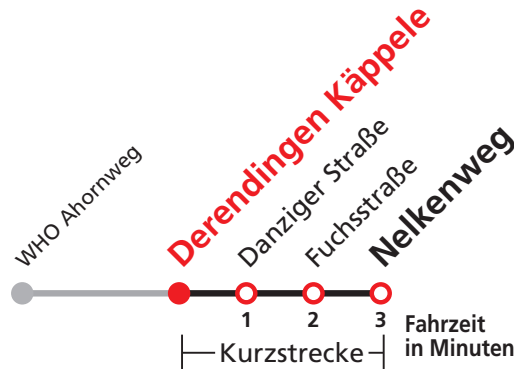 WHO Ahornweg
Derendingen Käppele
Danziger Straße
Fuchsstraße
Nelkenweg
1 2 3 Fahrzeit
in Minuten
Kurzstrecke